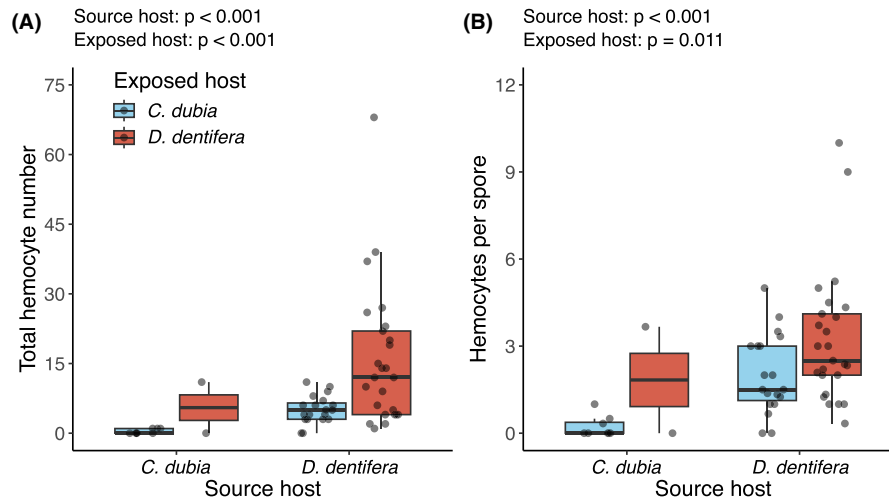 (A)
Source host: p < 0.001
Exposed host: p < 0.001
Total hemocyte number
75
60
45
30
15
0
Exposed host
C. dubia
D. dentifera
C. dubia
D. dentifera
Source host
(B)
Source host: p < 0.001
Exposed host: p = 0.011
Hemocytes per spore
12
9
6
3
0
C. dubia
D. dentifera
Source host